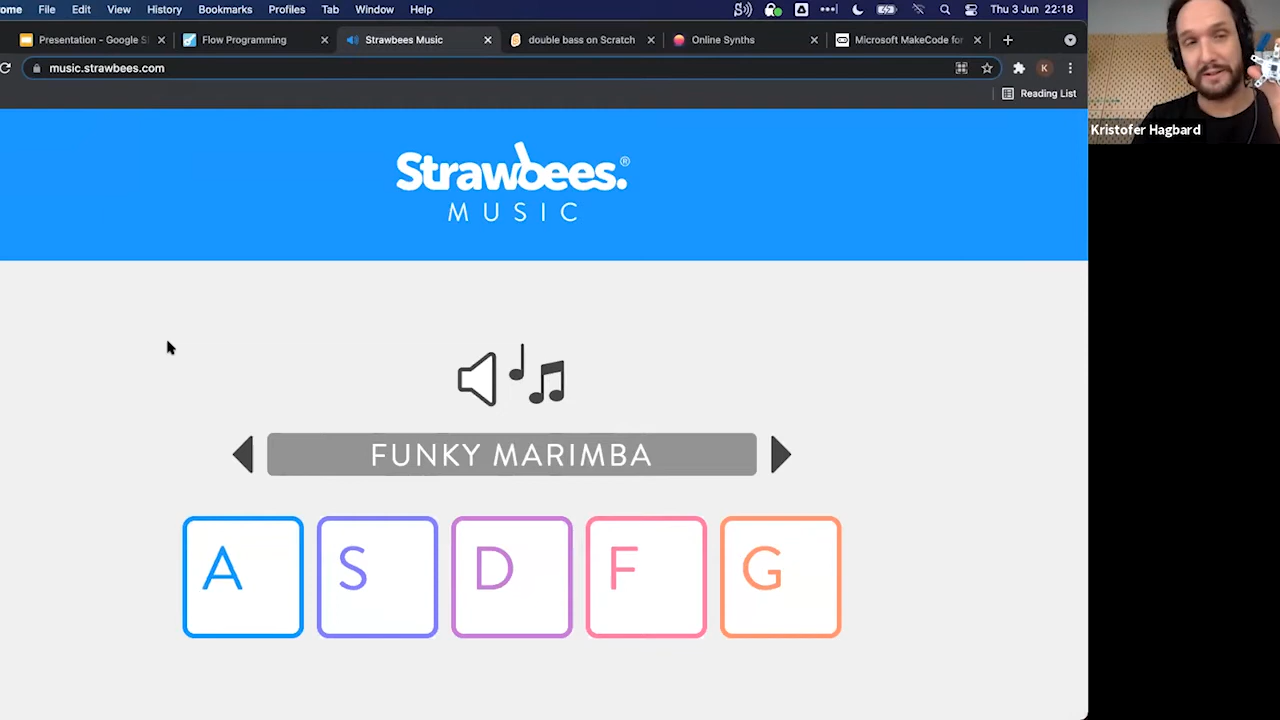 ome File Edit View History Bookmarks Profiles Tab Window Help Thu 3 Jun 22:18
Presentation - Google Sl Flow Programming Strawbees Music double bass on Scratch Online Synths Microsoft MakeCode for
music.strawbees.com K
Reading List
Kristofer Hagbard
Strawbees.®
MUSIC
FUNKY MARIMBA
A S D F G